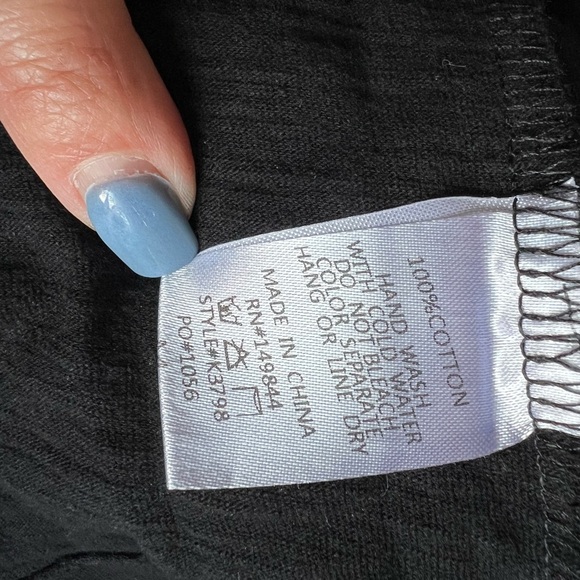 100%COTTON
HAND WASH
WITH COLD WATER
DO NOT BLEACH
COLOR SEPARATE
HANG OR LINE DRY
MADE IN CHINA
RN#149844
STYLE#K3798
PO#1056